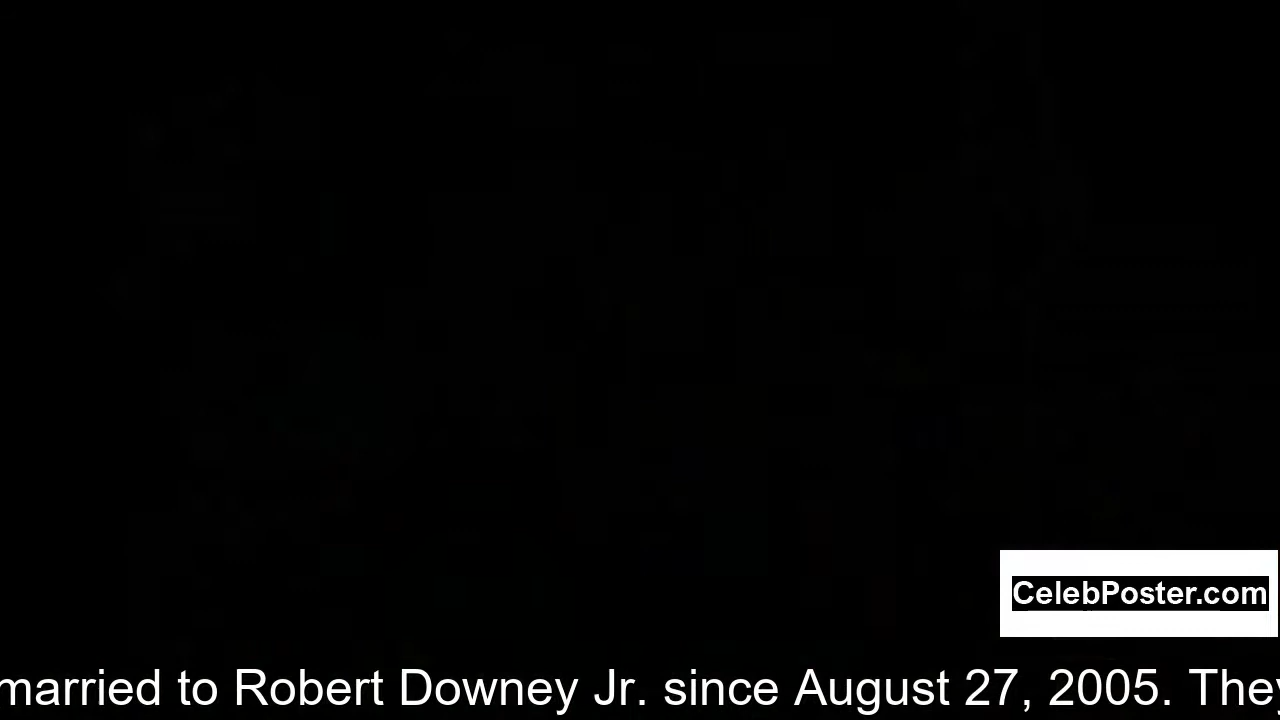 CelebPoster.com
married to Robert Downey Jr. since August 27, 2005. They